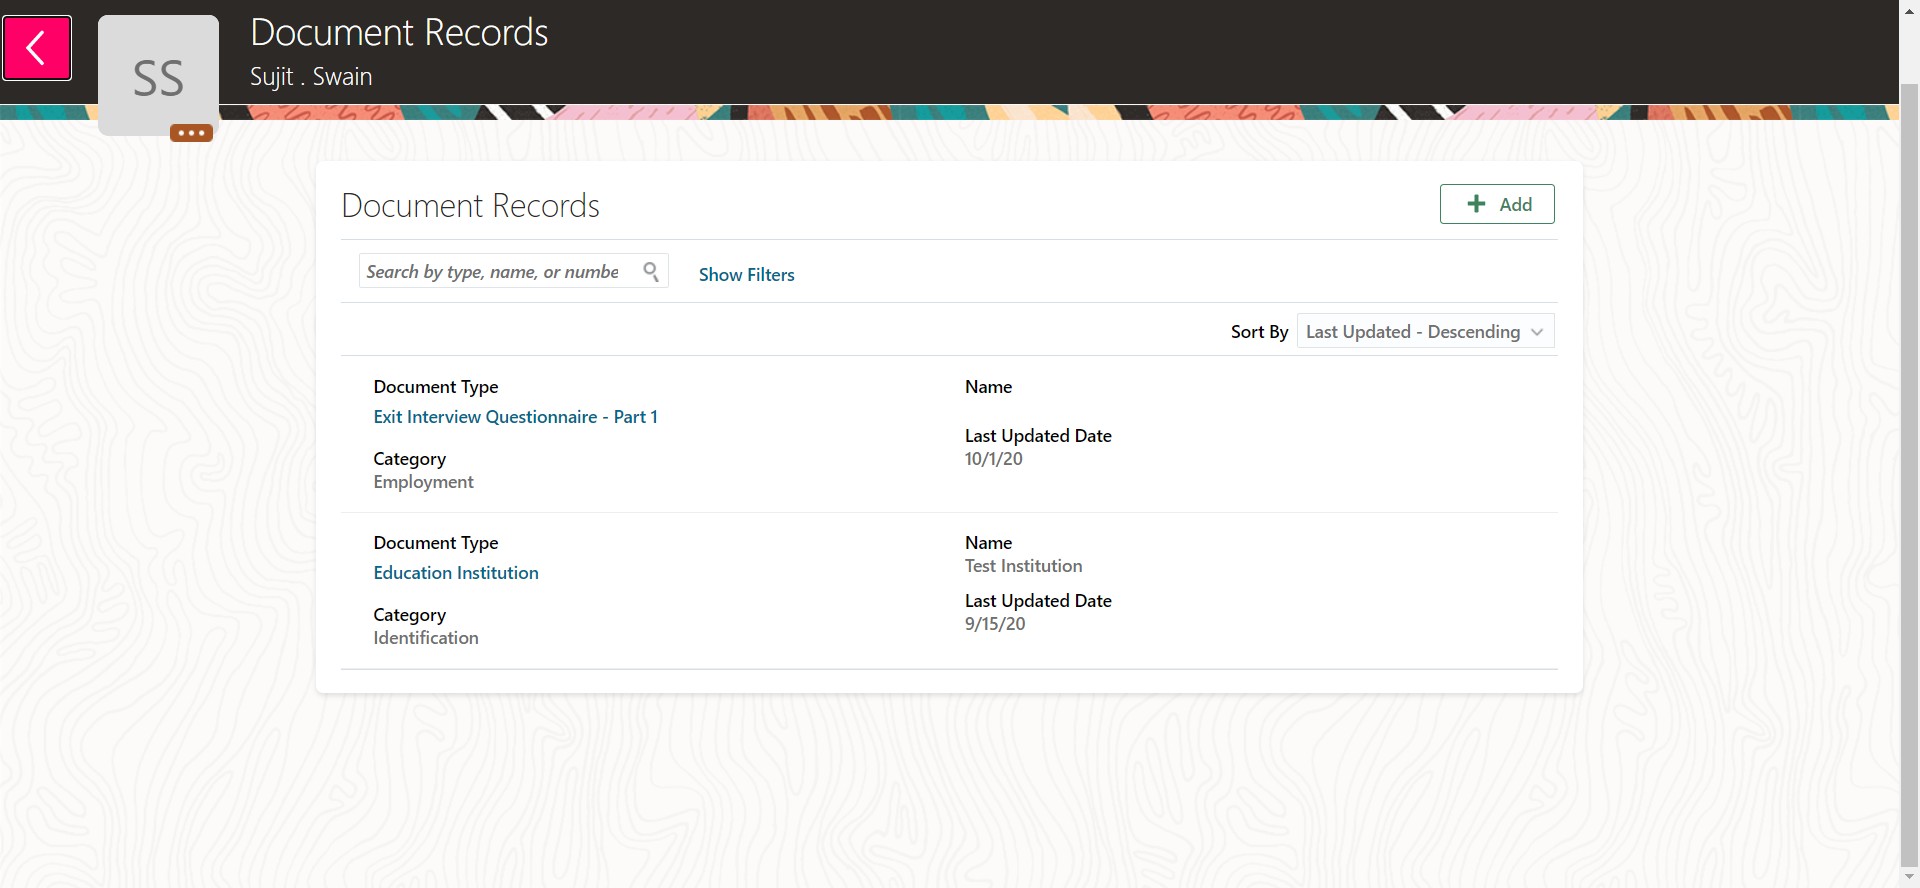 SS
Document Records
Sujit . Swain
Document Records
Add
Search by type, name, or numbe
Show Filters
Sort By
Last Updated - Descending
Document Type
Exit Interview Questionnaire - Part 1
Category
Employment
Name
Last Updated Date
10/1/20
Document Type
Education Institution
Category
Identification
Name
Test Institution
Last Updated Date
9/15/20